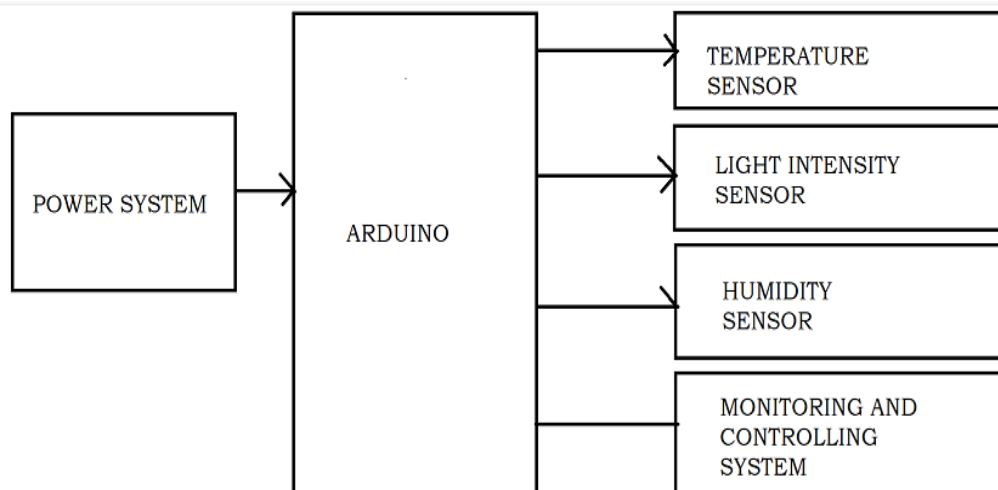 POWER SYSTEM
ARDUINO
TEMPERATURE
SENSOR
LIGHT INTENSITY
SENSOR
HUMIDITY
SENSOR
MONITORING AND
CONTROLLING
SYSTEM